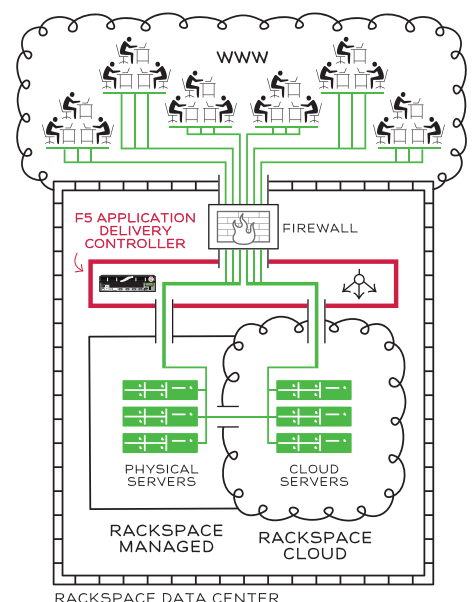 WWW
F5 APPLICATION
DELIVERY
CONTROLLER
FIREWALL
PHYSICAL
SERVERS
CLOUD
SERVERS
RACKSPACE
MANAGED
RACKSPACE
CLOUD
RACKSPACE DATA CENTER